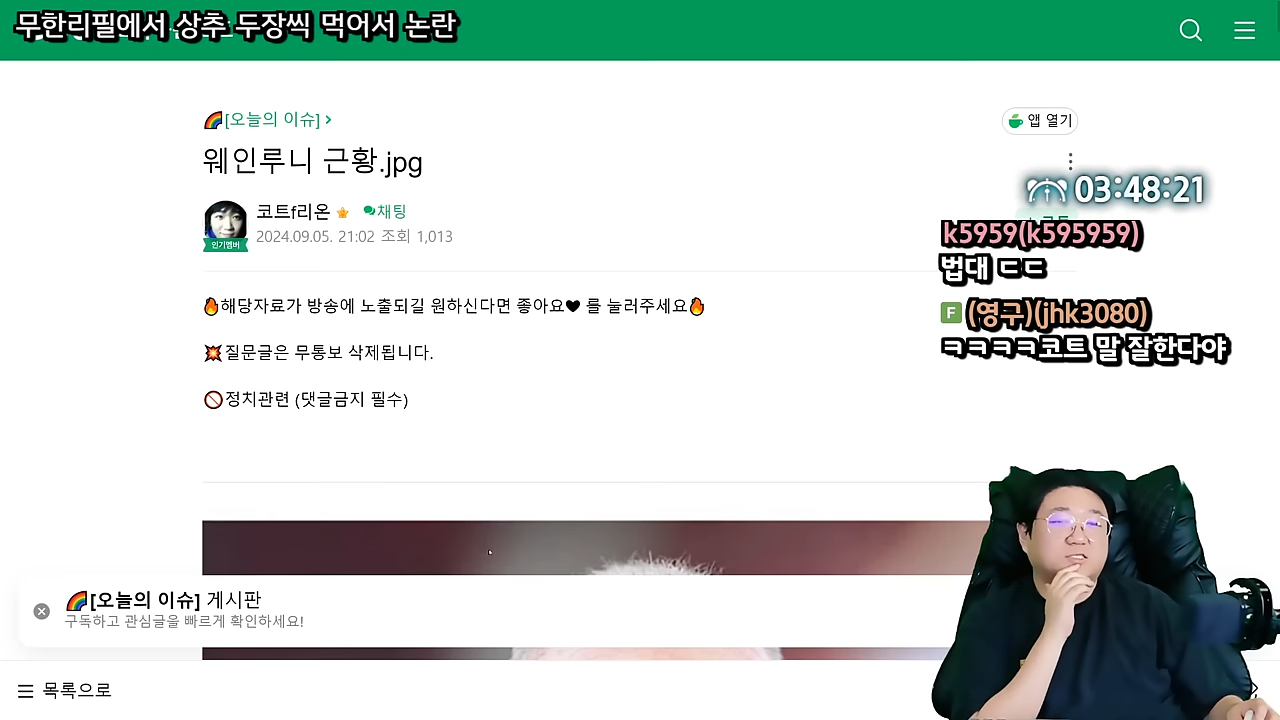 무한리필에서 상추 두장씩 먹어서 논란
[오늘의 이슈]
앱 열기
웨인루니 근황.jpg
코트f리온 채팅
인기멤버
2024.09.05. 21:02 조회 1,013
03:48:21
k5959(k595959)
법대 ㄷㄷ
F (영구)(jhk3080)
ㅋㅋㅋㅋ코트 말 잘한다야
🔥해당자료가 방송에 노출되길 원하신다면 좋아요♥ 를 눌러주세요🔥
💥질문글은 무통보 삭제됩니다.
🚫정치관련 (댓글금지 필수)
🌈[오늘의 이슈] 게시판
구독하고 관심글을 빠르게 확인하세요!
목록으로